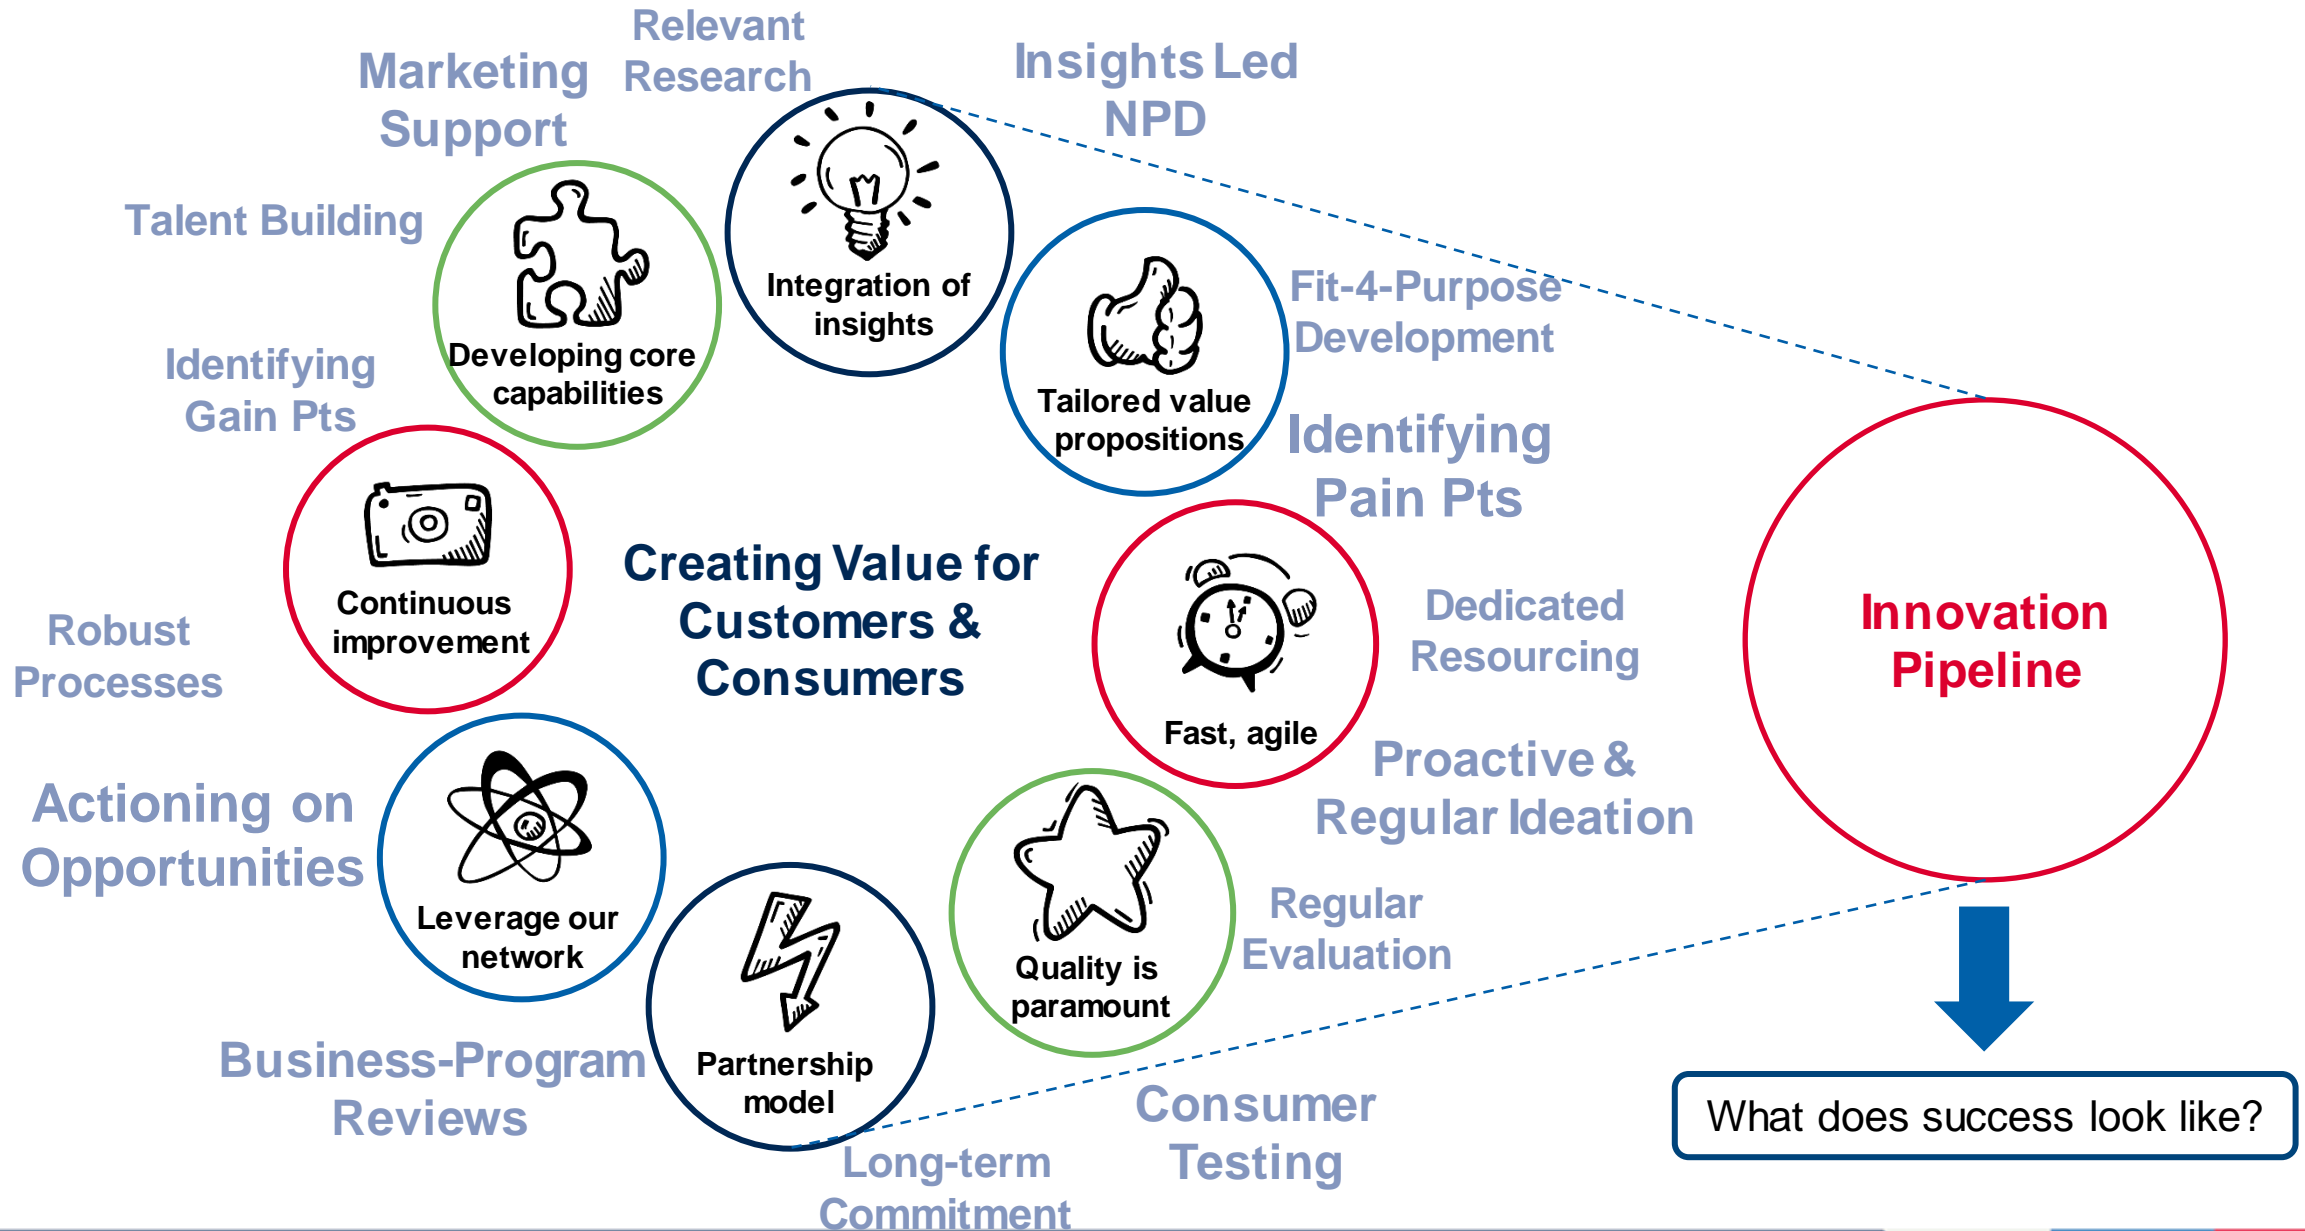 Relevant
Research
Marketing
Support
Insights Led
NPD
Talent Building
Integration of
insights
Fit-4-Purpose
Development
Developing core
capabilities
Identifying
Gain Pts
Tailored value
propositions
Identifying
Pain Pts
Creating Value for
Customers &
Consumers
Continuous
improvement
Robust
Processes
Dedicated
Resourcing
Innovation
Pipeline
Fast, agile
Proactive &
Regular Ideation
Actioning on
Opportunities
Leverage our
network
Regular
Evaluation
Quality is
paramount
Business-Program
Reviews
Partnership
model
Consumer
Testing
Long-term
Commitment
What does success look like?